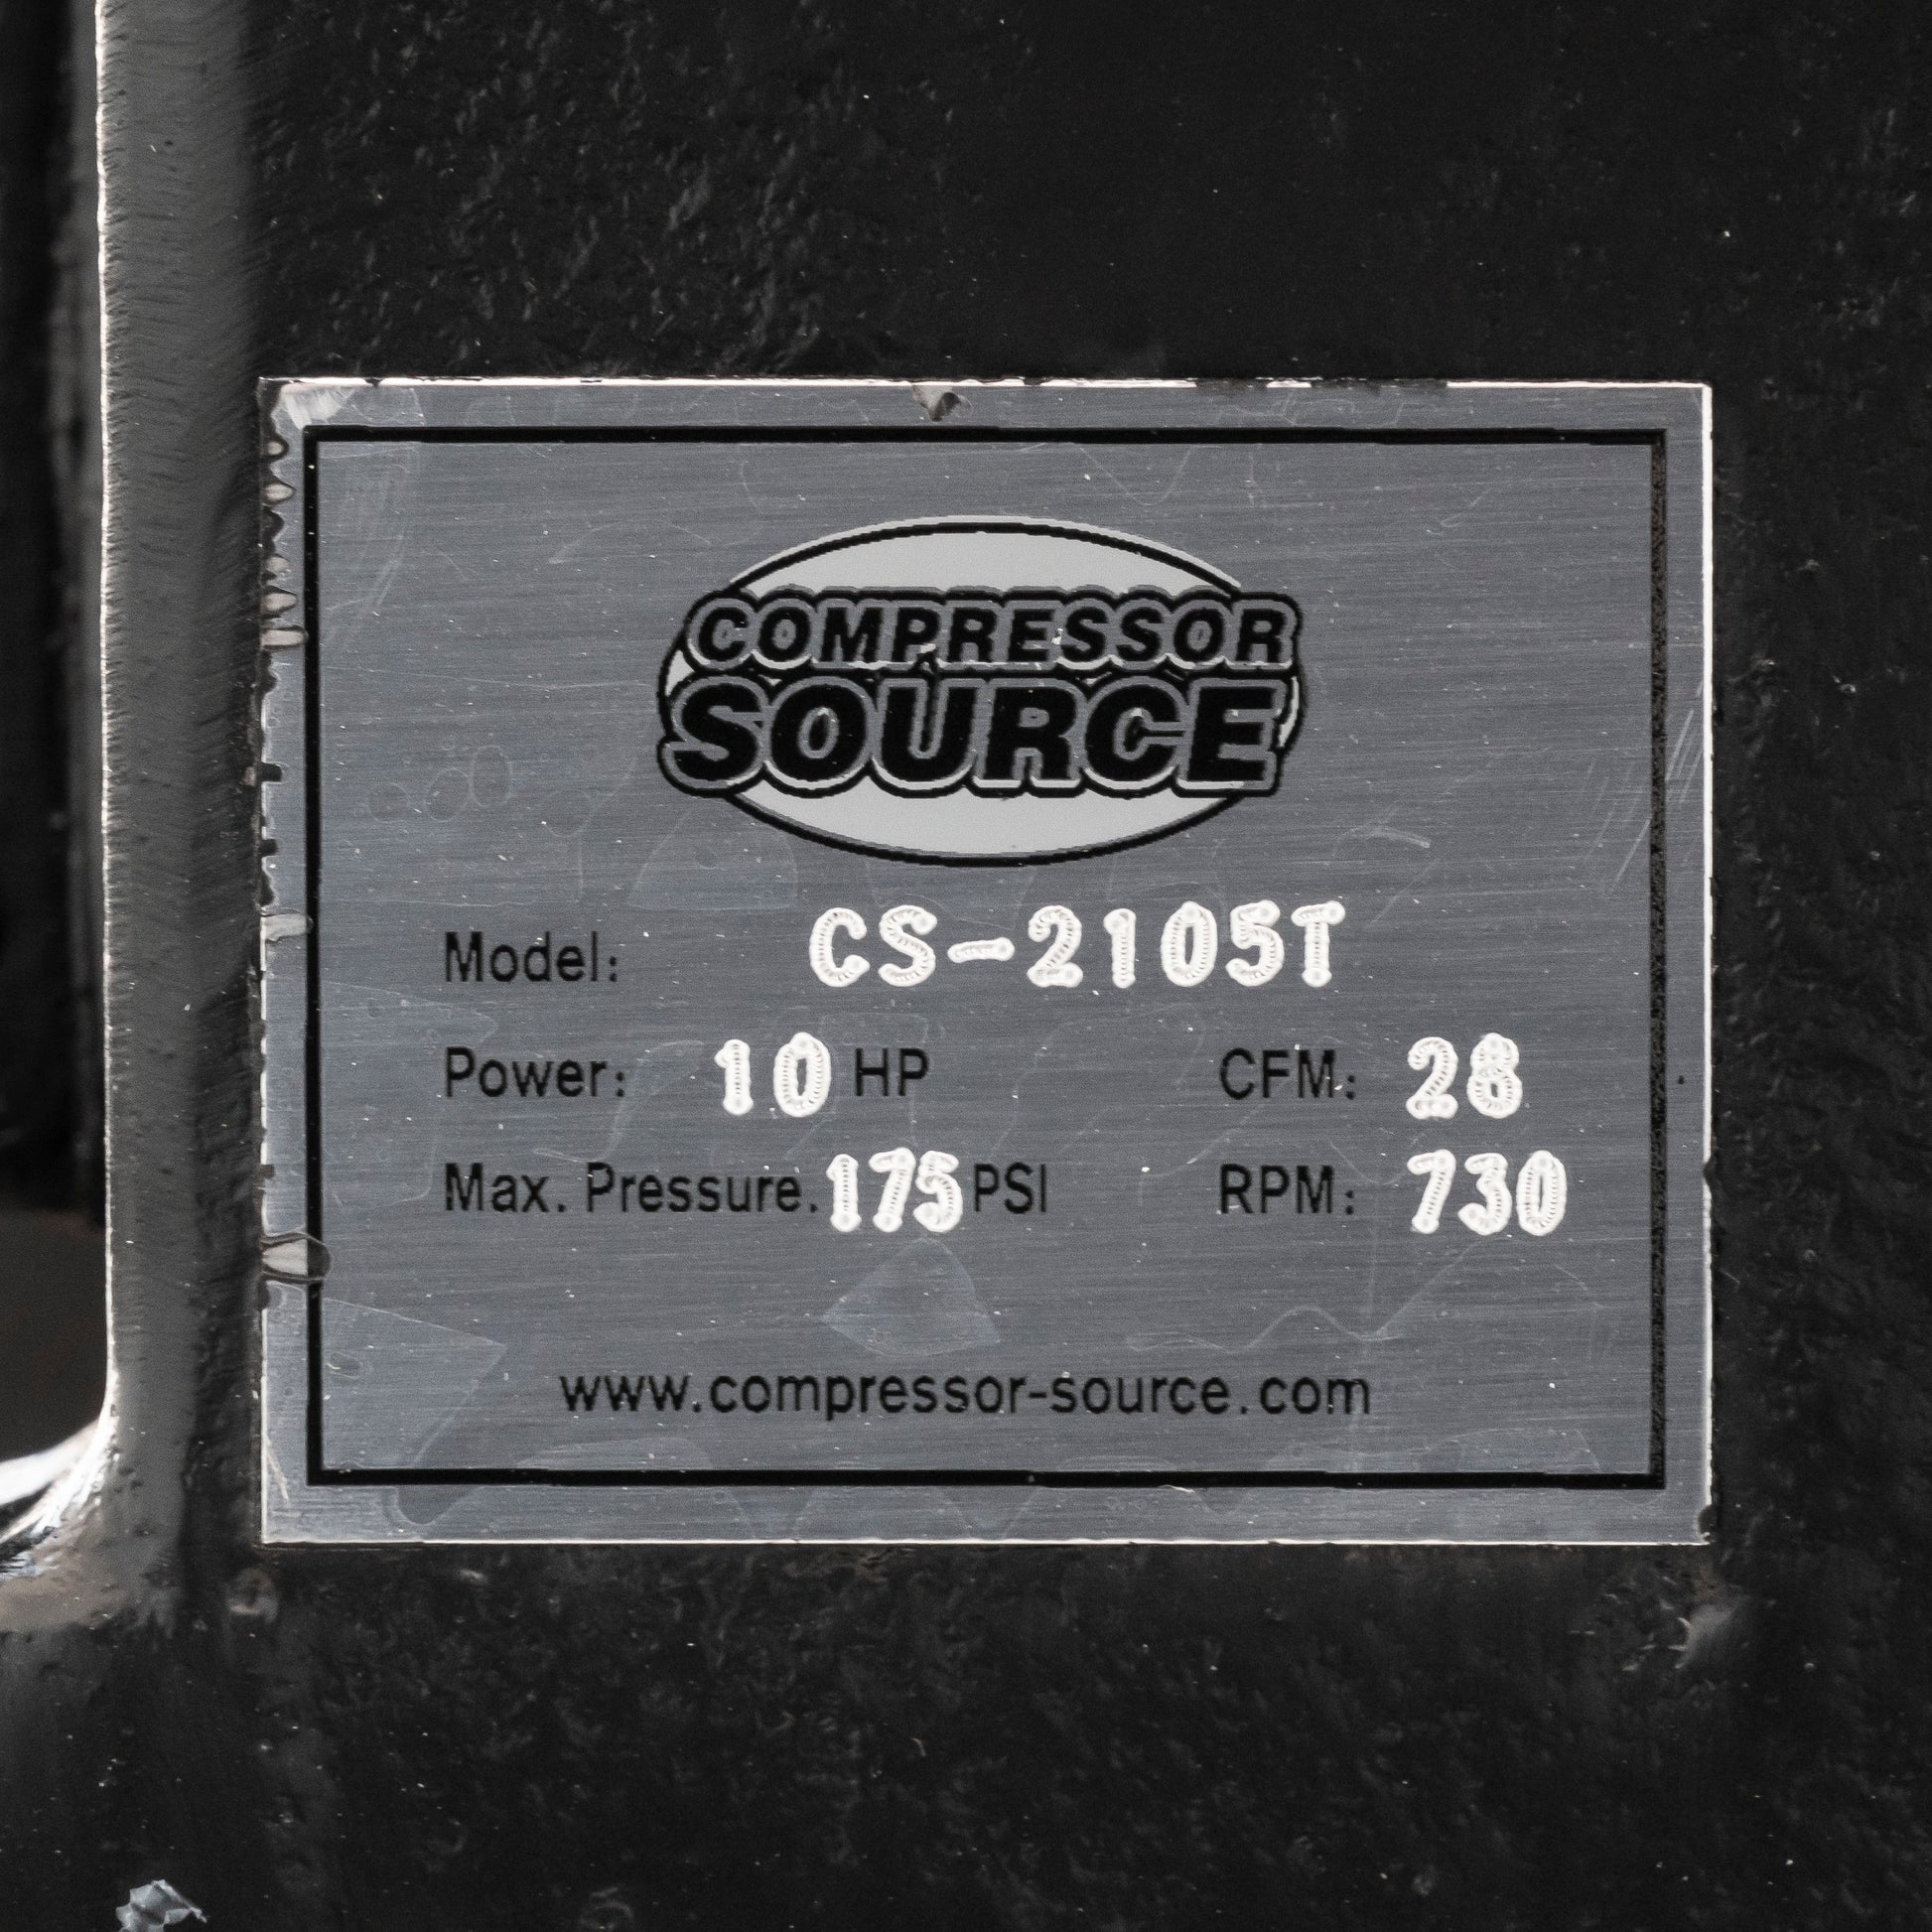 COMPRESSOR
SOURCE
Model: CS-2105T
Power: 10 HP CFM: 28
Max. Pressure. 175 PSI RPM: 730
www.compressor-source.com